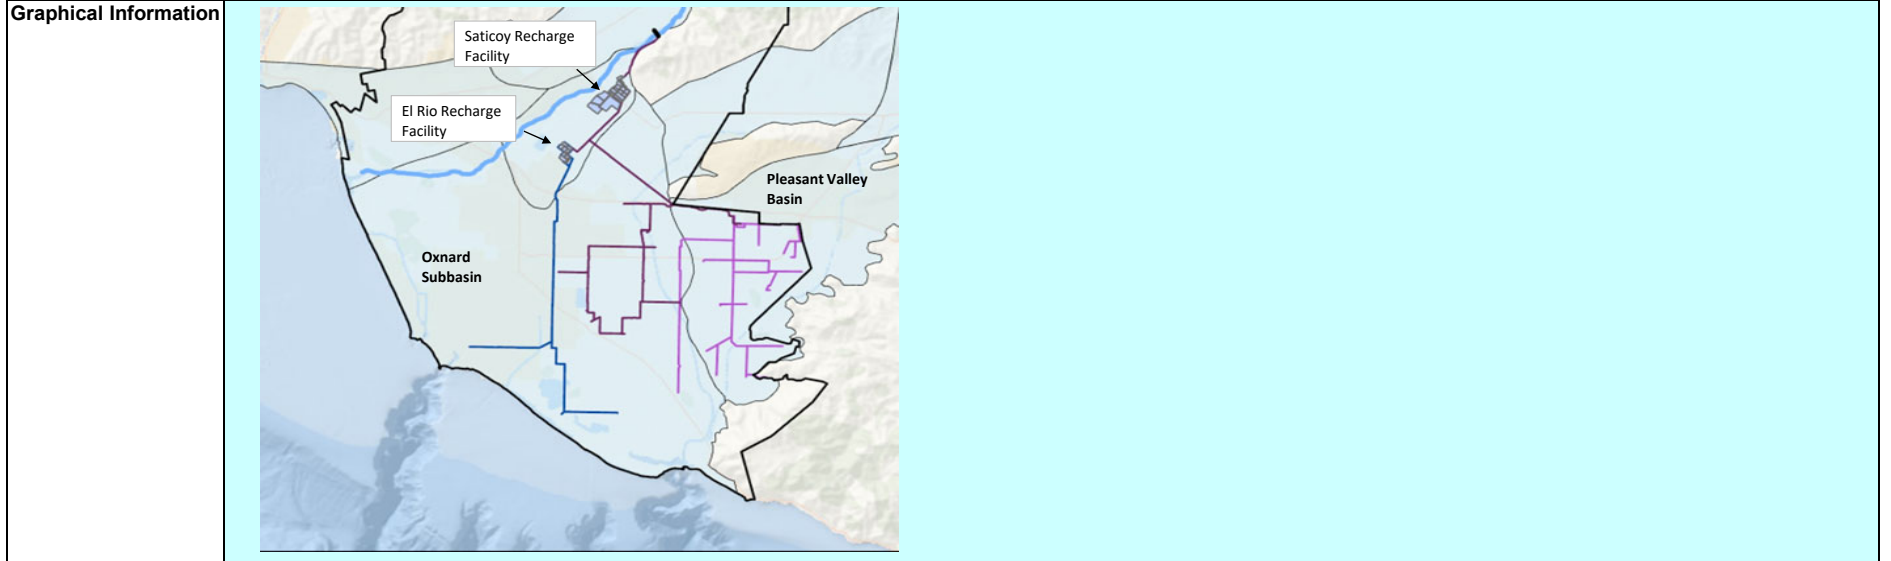 Graphical Information
Saticoy Recharge
Facility
El Rio Recharge
Facility
Pleasant Valley
Basin
Oxnard
Subbasin